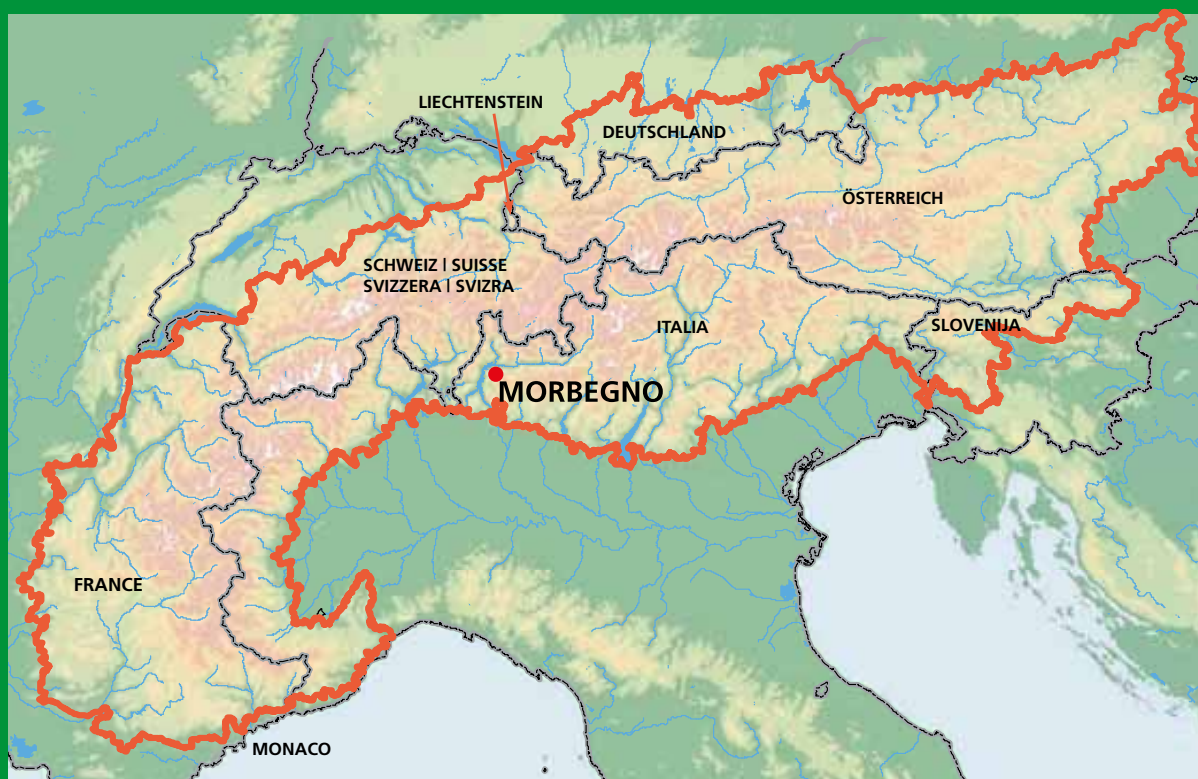 LIECHTENSTEIN
DEUTSCHLAND
ÖSTERREICH
SCHWEIZ | SUISSE
SVIZZERA | SVIZRA
ITALIA
SLOVENIJA
MORBEGNO
FRANCE
MONACO